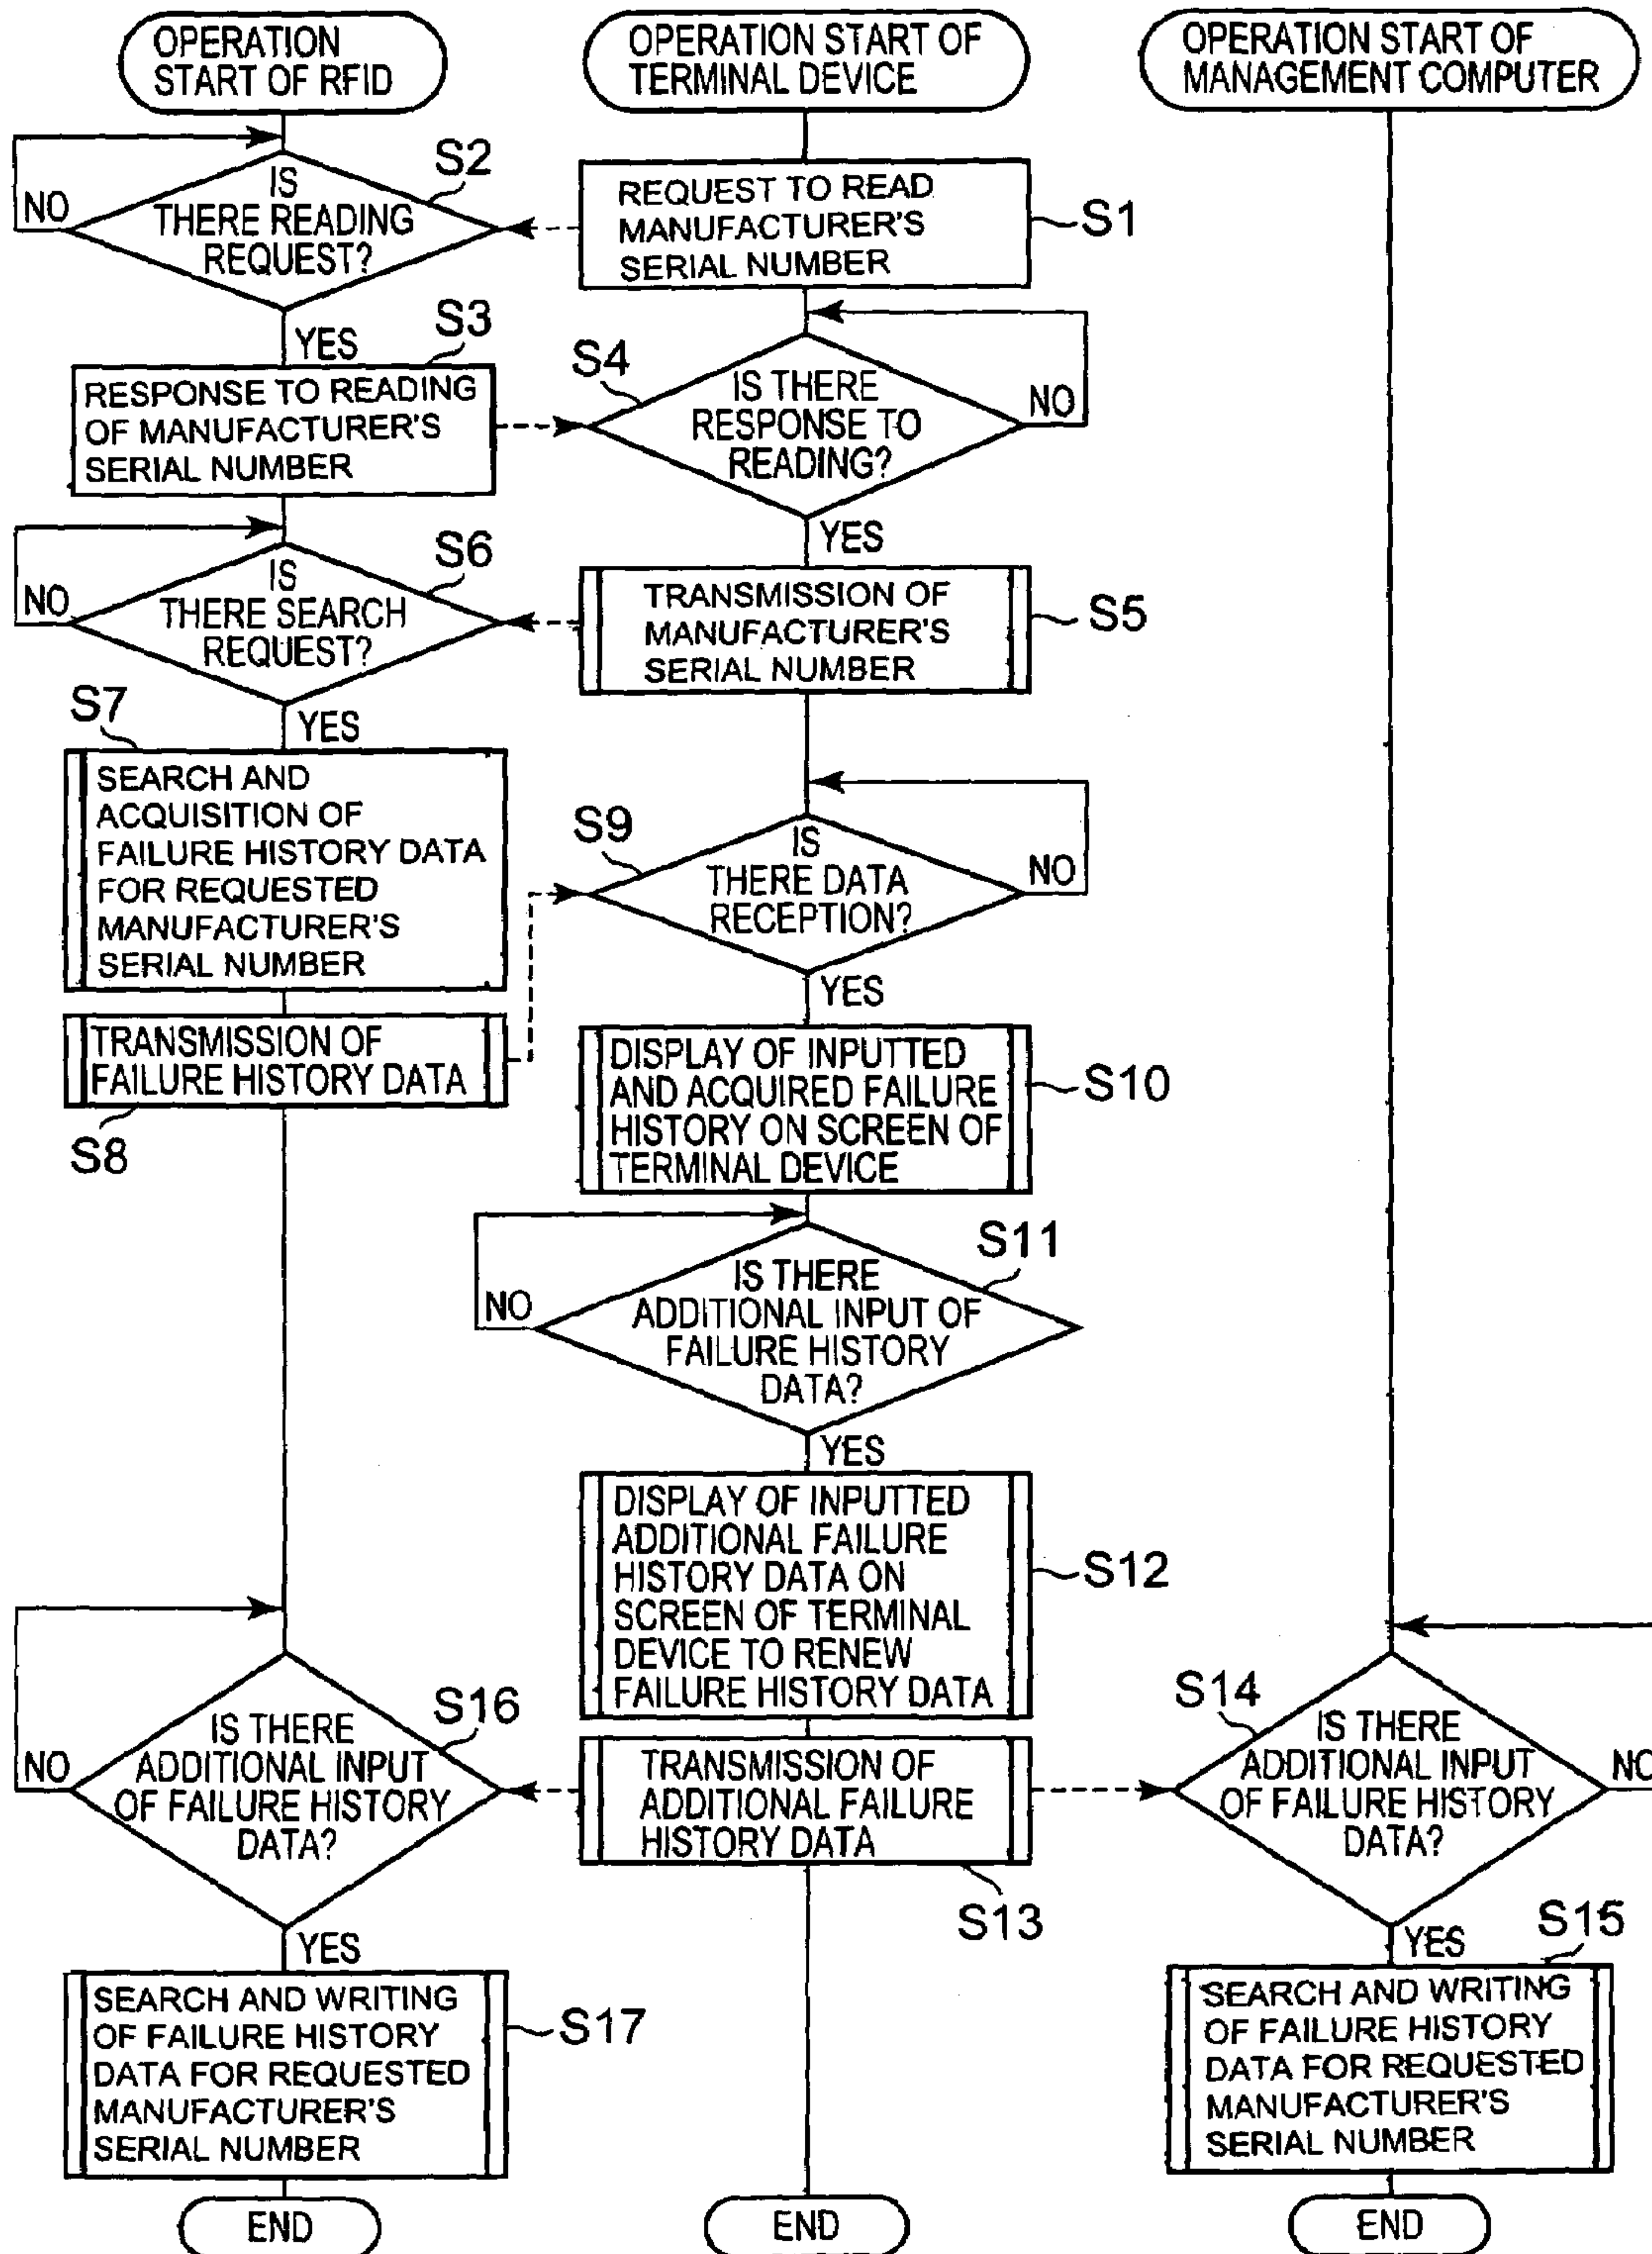 OPERATION
START OF RFID
OPERATION START OF
TERMINAL DEVICE
OPERATION START OF
MANAGEMENT COMPUTER
S2
IS
THERE READING
REQUEST?
NO
YES
REQUEST TO READ
MANUFACTURER'S
SERIAL NUMBER
S1
S3
RESPONSE TO READING
OF MANUFACTURER'S
SERIAL NUMBER
S4
IS THERE
RESPONSE TO
READING?
NO
YES
S6
IS
THERE SEARCH
REQUEST?
NO
YES
TRANSMISSION OF
MANUFACTURER'S
SERIAL NUMBER
S5
S7
SEARCH AND
ACQUISITION OF
FAILURE HISTORY DATA
FOR REQUESTED
MANUFACTURER'S
SERIAL NUMBER
S9
IS
THERE DATA
RECEPTION?
NO
YES
TRANSMISSION OF
FAILURE HISTORY DATA
S8
DISPLAY OF INPUTTED
AND ACQUIRED FAILURE
HISTORY ON SCREEN OF
TERMINAL DEVICE
S10
S11
IS THERE
ADDITIONAL INPUT OF
FAILURE HISTORY
DATA?
NO
YES
DISPLAY OF INPUTTED
ADDITIONAL FAILURE
HISTORY DATA ON
SCREEN OF TERMINAL
DEVICE TO RENEW
FAILURE HISTORY DATA
S12
S16
IS THERE
ADDITIONAL INPUT
OF FAILURE HISTORY
DATA?
NO
YES
TRANSMISSION OF
ADDITIONAL FAILURE
HISTORY DATA
S13
S14
IS THERE
ADDITIONAL INPUT
OF FAILURE HISTORY
DATA?
NO
YES
S15
SEARCH AND WRITING
OF FAILURE HISTORY
DATA FOR REQUESTED
MANUFACTURER'S
SERIAL NUMBER
S17
SEARCH AND WRITING
OF FAILURE HISTORY
DATA FOR REQUESTED
MANUFACTURER'S
SERIAL NUMBER
END
END
END